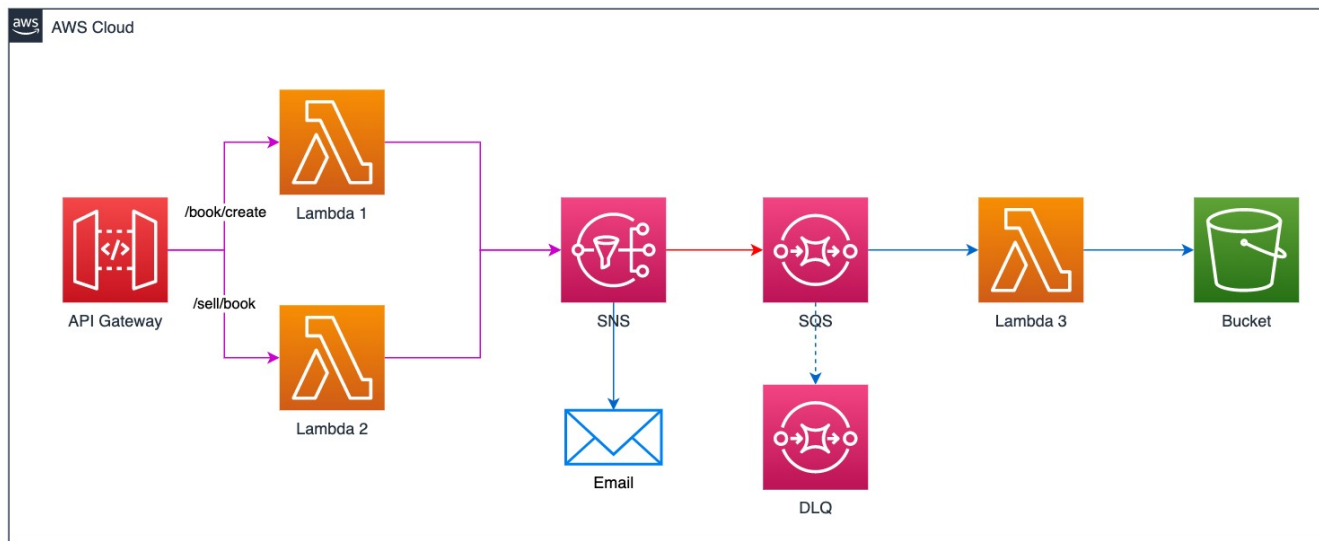 aws
AWS Cloud
/book/create
Lambda 1
API Gateway
/sell/book
Lambda 2
SNS
SQS
Lambda 3
Bucket
Email
DLQ